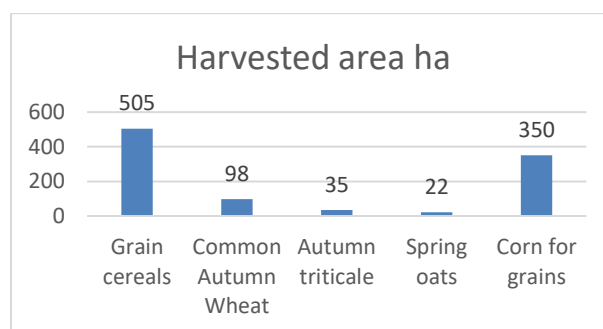 Harvested area ha
600
400
200
0
505
98
35
22
350
Grain
cereals
Common
Autumn
Wheat
Autumn
triticale
Spring
oats
Corn for
grains